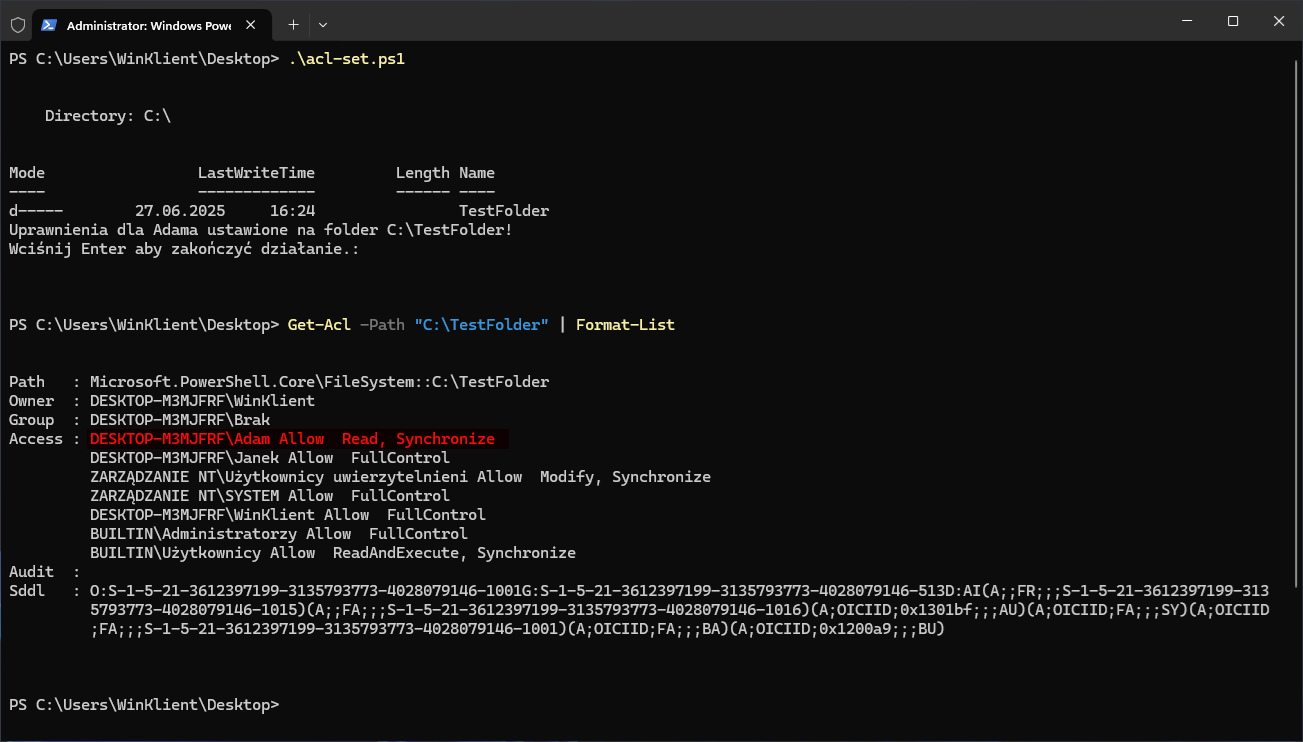 Administrator: Windows Powe
PS C:\Users\WinKlient\Desktop> .\acl-set.ps1
Directory: C:\
Mode LastWriteTime Length Name
---- ------------- ------ ----
d----- 27.06.2025 16:24 TestFolder
Uprawnienia dla Adama ustawione na folder C:\TestFolder!
Wciśnij Enter aby zakończyć działanie.:
PS C:\Users\WinKlient\Desktop> Get-Acl -Path "C:\TestFolder" | Format-List
Path : Microsoft.PowerShell.Core\FileSystem::C:\TestFolder
Owner : DESKTOP-M3MJFRF\WinKlient
Group : DESKTOP-M3MJFRF\Brak
Access : DESKTOP-M3MJFRF\Adam Allow  Read, Synchronize
DESKTOP-M3MJFRF\Janek Allow  FullControl
ZARZĄDZANIE NT\Użytkownicy uwierzytelnieni Allow  Modify, Synchronize
ZARZĄDZANIE NT\SYSTEM Allow  FullControl
DESKTOP-M3MJFRF\WinKlient Allow  FullControl
BUILTIN\Administratorzy Allow  FullControl
BUILTIN\Użytkownicy Allow  ReadAndExecute, Synchronize
Audit :
Sddl : O:S-1-5-21-3612397199-3135793773-4028079146-1001G:S-1-5-21-3612397199-3135793773-4028079146-513D:AI(A;;FR;;;S-1-5-21-3612397199-313
5793773-4028079146-1015)(A;;FA;;;S-1-5-21-3612397199-3135793773-4028079146-1016)(A;OICIID;0x1301bf;;;AU)(A;OICIID;FA;;;SY)(A;OICIID
;FA;;;S-1-5-21-3612397199-3135793773-4028079146-1001)(A;OICIID;FA;;;BA)(A;OICIID;0x1200a9;;;BU)
PS C:\Users\WinKlient\Desktop>